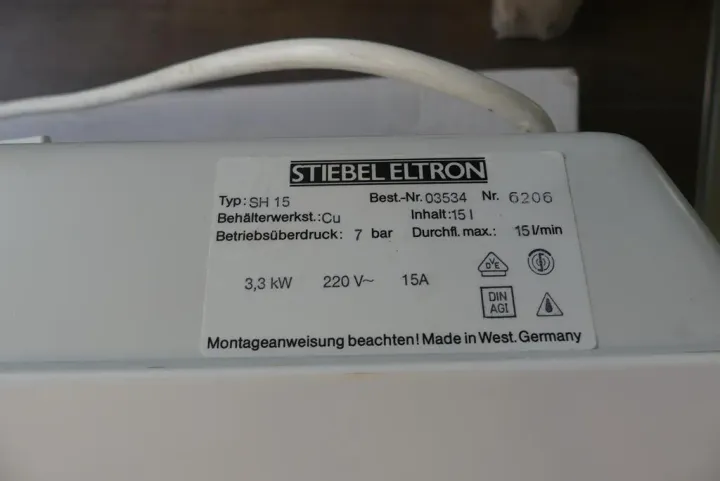 STIEBEL ELTRON
Typ: SH 15 Best.-Nr. 03534 Nr. 6206
Behälterwerkst.: Cu Inhalt: 15 l
Betriebsüberdruck: 7 bar Durchfl. max.: 15 l/min
3,3 kW 220 V~ 15A
DVE
DIN
AGI
Montageanweisung beachten! Made in West. Germany